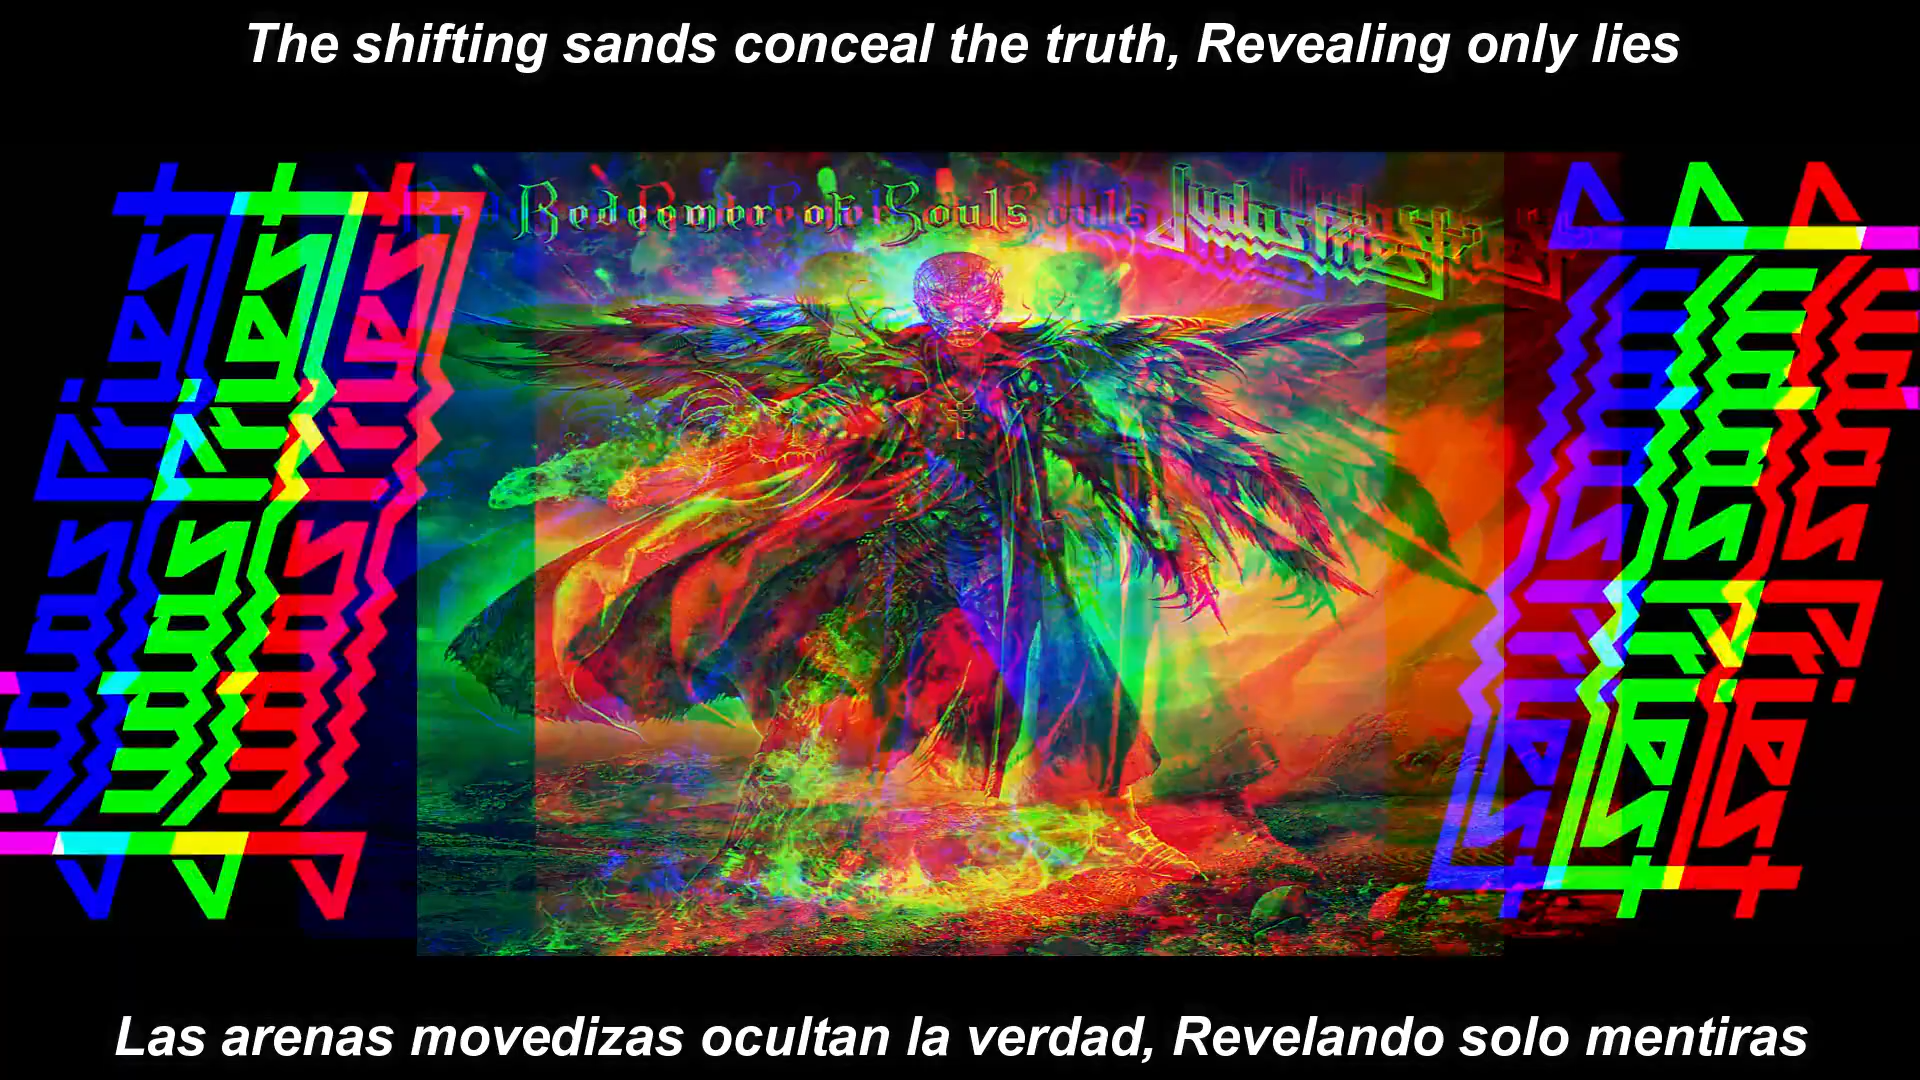 The shifting sands conceal the truth, Revealing only lies
Redeemer of Souls
Judas Priest
Judas Priest
Judas Priest
Las arenas movedizas ocultan la verdad, Revelando solo mentiras